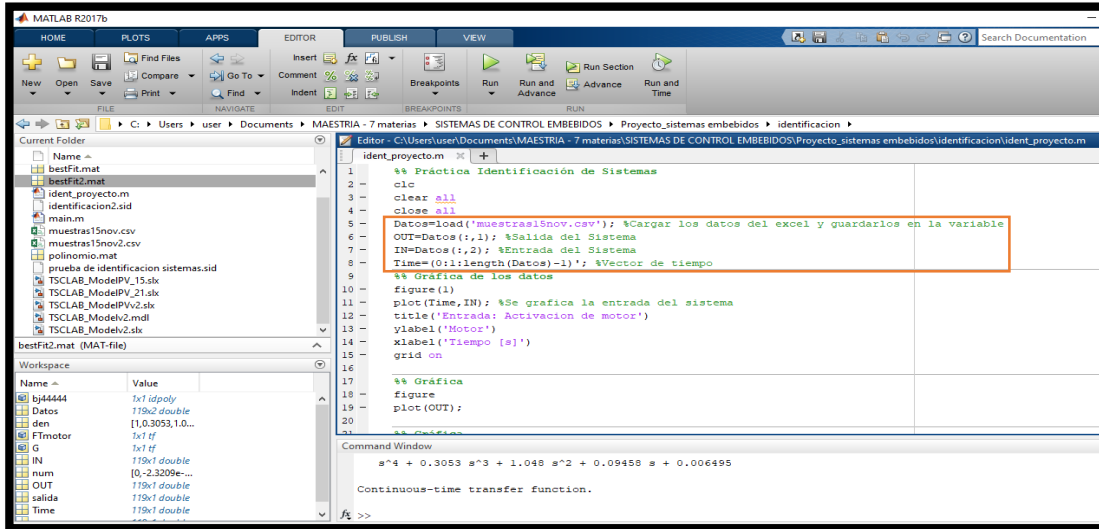 MATLAB R2017b
HOME PLOTS APPS EDITOR PUBLISH VIEW
Search Documentation
New Open Save
Find Files
Compare
Print
Go To
Find
Insert
Comment
Indent
Breakpoints
Run
Run and Advance
Run Section
Advance
Run and Time
FILE NAVIGATE EDIT BREAKPOINTS RUN
C: Users user Documents MAESTRIA - 7 materias SISTEMAS DE CONTROL EMBEBIDOS Proyecto_sistemas embebidos identificacion
Current Folder
Name
bestFit.mat
bestFit2.mat
ident_proyecto.m
identificacion2.sid
main.m
muestras15nov.csv
muestras15nov2.csv
polinomio.mat
prueba de identificacion sistemas.sid
TSCLAB_ModelPV_15.slx
TSCLAB_ModelPV_21.slx
TSCLAB_ModelPVv2.slx
TSCLAB_Modelv2.mdl
TSCLAB_Modelv2.slx
bestFit2.mat (MAT-file)
Workspace
Name Value
bj44444 1x1 idpoly
Datos 119x2 double
den [1,0.3053,1.0...
FTmotor 1x1 tf
G 1x1 tf
IN 119x1 double
num [0,-2.3209e-...
OUT 119x1 double
salida 119x1 double
Time 119x1 double
Editor - C:\Users\user\Documents\MAESTRIA - 7 materias\SISTEMAS DE CONTROL EMBEBIDOS\Proyecto_sistemas embebidos\identificacion\ident_proyecto.m
ident_proyecto.m
1 %% Práctica Identificación de Sistemas
2 - clc
3 - clear all
4 - close all
5 - Datos=load('muestras15nov.csv'); %Cargar los datos del excel y guardarlos en la variable
6 - OUT=Datos(:,1); %Salida del Sistema
7 - IN=Datos(:,2); %Entrada del Sistema
8 - Time=(0:1:length(Datos)-1)'; %Vector de tiempo
9 %% Gráfica de los datos
10 - figure(1)
11 - plot(Time,IN); %Se grafica la entrada del sistema
12 - title('Entrada: Activacion de motor')
13 - ylabel('Motor')
14 - xlabel('Tiempo [s]')
15 - grid on
16
17 %% Gráfica
18 - figure
19 - plot(OUT);
20
21 %% Gráfica
Command Window
s^4 + 0.3053 s^3 + 1.048 s^2 + 0.09458 s + 0.006495
Continuous-time transfer function.
fx >>